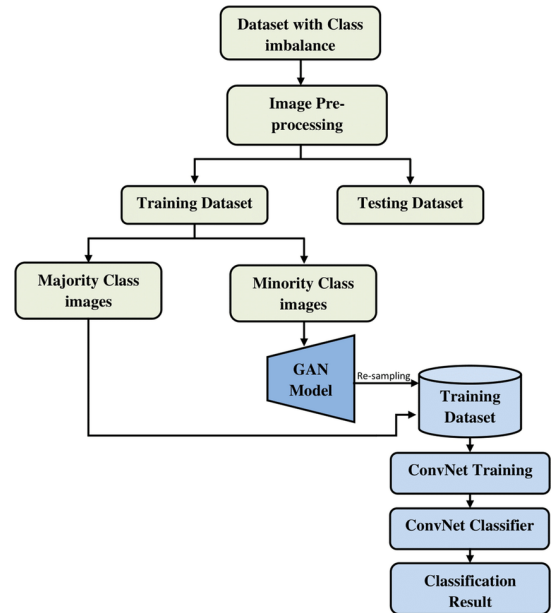 Dataset with Class
imbalance
Image Pre-
processing
Training Dataset
Testing Dataset
Majority Class
images
Minority Class
images
GAN
Model
Re-sampling
Training
Dataset
ConvNet Training
ConvNet Classifier
Classification
Result